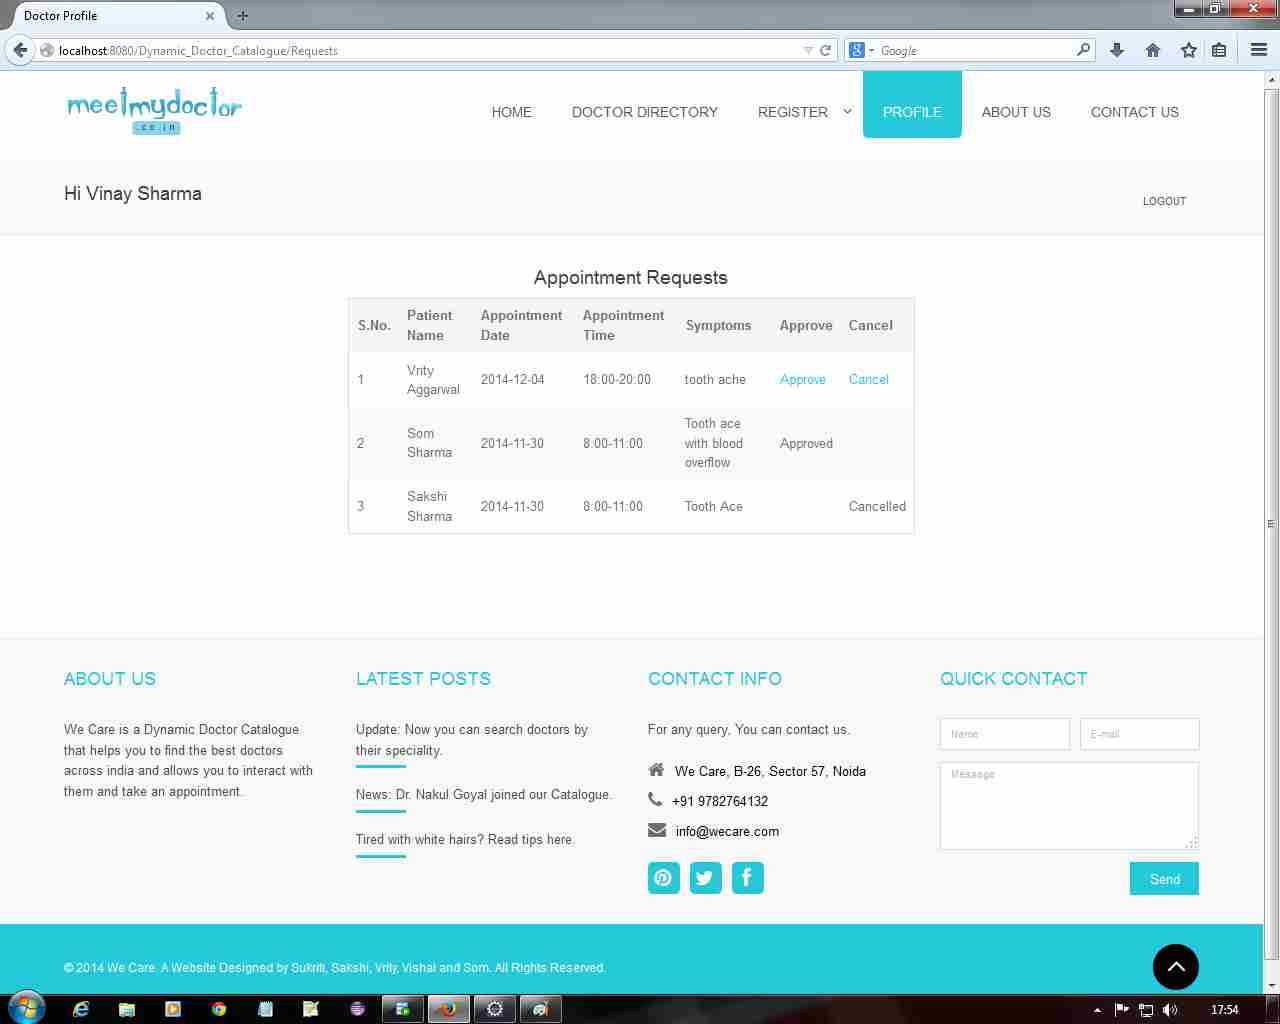 Doctor Profile
localhost:8080/Dynamic_Doctor_Catalogue/Requests
Google
meetmydoctor
.co.in
HOME DOCTOR DIRECTORY REGISTER PROFILE ABOUT US CONTACT US
Hi Vinay Sharma
LOGOUT
Appointment Requests
S.No. Patient Name Appointment Date Appointment Time Symptoms Approve Cancel
1 Vrity Aggarwal 2014-12-04 18:00-20:00 tooth ache Approve Cancel
2 Som Sharma 2014-11-30 8:00-11:00 Tooth ace with blood overflow Approved
3 Sakshi Sharma 2014-11-30 8:00-11:00 Tooth Ace Cancelled
ABOUT US
We Care is a Dynamic Doctor Catalogue
that helps you to find the best doctors
across india and allows you to interact with
them and take an appointment.
LATEST POSTS
Update: Now you can search doctors by
their speciality.
News: Dr. Nakul Goyal joined our Catalogue.
Tired with white hairs? Read tips here.
CONTACT INFO
For any query, You can contact us.
We Care, B-26, Sector 57, Noida
+91 9782764132
info@wecare.com
QUICK CONTACT
Name
E-mail
Message
Send
© 2014 We Care. A Website Designed by Sukriti, Sakshi, Vrity, Vishal and Som. All Rights Reserved.
17:54